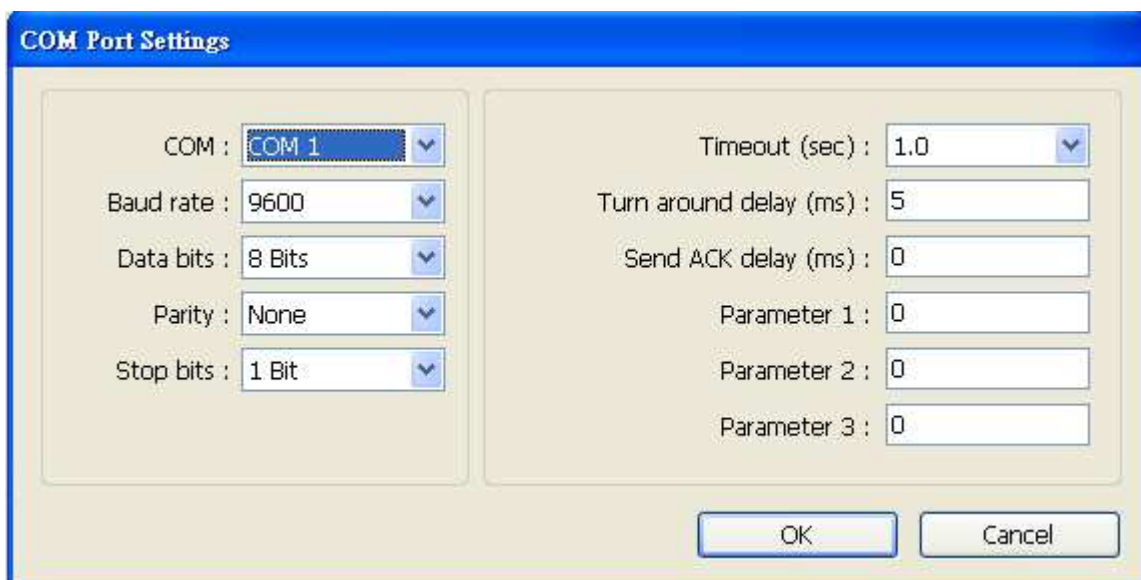 COM Port Settings
COM : COM 1
Baud rate : 9600
Data bits : 8 Bits
Parity : None
Stop bits : 1 Bit
Timeout (sec) : 1.0
Turn around delay (ms) : 5
Send ACK delay (ms) : 0
Parameter 1 : 0
Parameter 2 : 0
Parameter 3 : 0
OK
Cancel